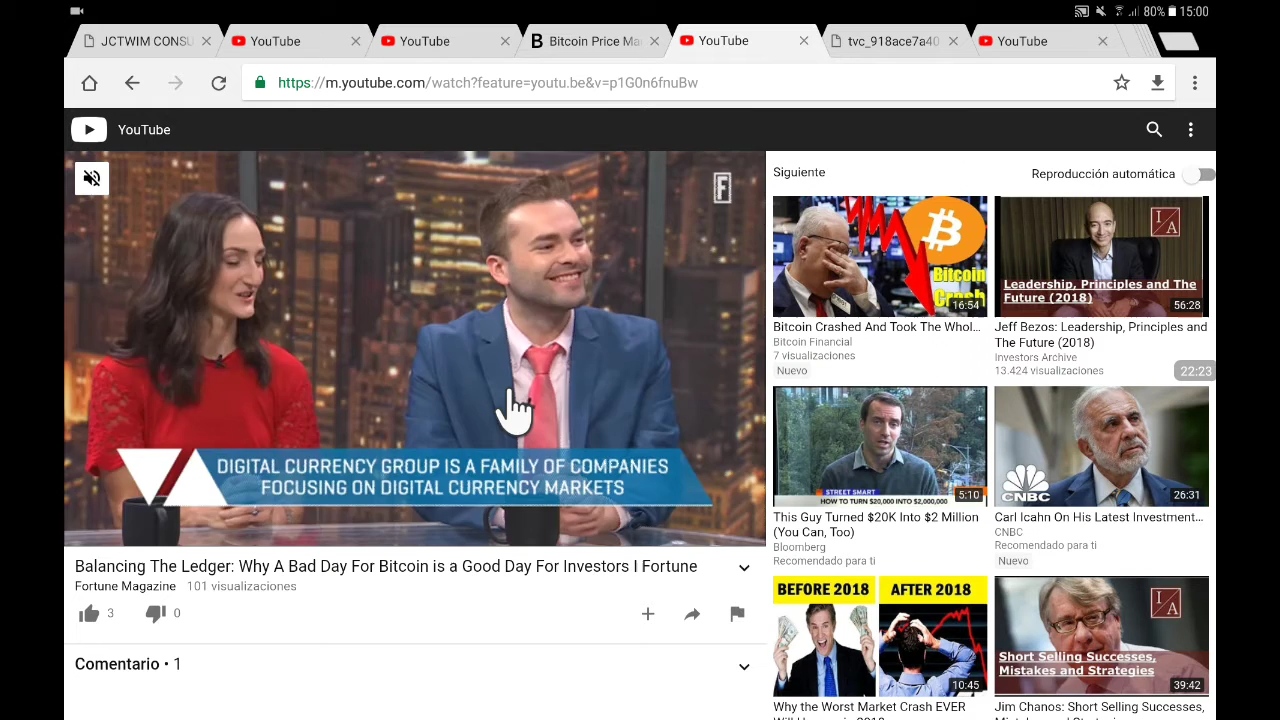 80% 15:00
JCTWIM CONSU
YouTube
YouTube
Bitcoin Price Ma
YouTube
tvc_918ace7a40
YouTube
https://m.youtube.com/watch?feature=youtu.be&v=p1G0n6fnuBw
YouTube
F
DIGITAL CURRENCY GROUP IS A FAMILY OF COMPANIES
FOCUSING ON DIGITAL CURRENCY MARKETS
Balancing The Ledger: Why A Bad Day For Bitcoin is a Good Day For Investors I Fortune
Fortune Magazine 101 visualizaciones
3 0
Comentario • 1
Siguiente
Reproducción automática
Bitcoin
Crash
16:54
Bitcoin Crashed And Took The Whol...
Bitcoin Financial
7 visualizaciones
Nuevo
I A
Leadership, Principles and The
Future (2018)
56:28
Jeff Bezos: Leadership, Principles and
The Future (2018)
Investors Archive
13.424 visualizaciones
22:23
STREET SMART
HOW TO TURN $20,000 INTO $2,000,000
5:10
This Guy Turned $20K Into $2 Million
(You Can, Too)
Bloomberg
Recomendado para ti
CNBC
26:31
Carl Icahn On His Latest Investment...
CNBC
Recomendado para ti
Nuevo
BEFORE 2018 AFTER 2018
10:45
Why the Worst Market Crash EVER
I A
Short Selling Successes,
Mistakes and Strategies
39:42
Jim Chanos: Short Selling Successes,